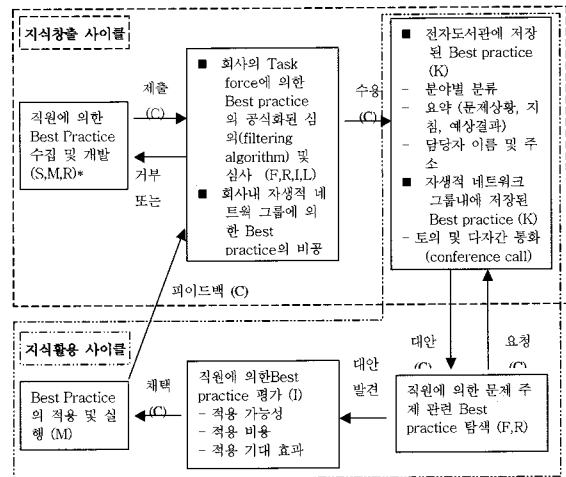 지식창출 사이클
직원에 의한
Best Practice
수집 및 개발
(S,M,R)*
제출
(C)
거부
또는
■ 회사의 Task
force에 의한
Best practice
의 공식화된 심
의(filtering
algorithm) 및
심사 (F,R,I,L)
■ 회사내 자생적 네
트웍 그룹에 의
한 Best
practice의 비공
수용
(C)
■ 전자도서관에 저장
된 Best practice
(K)
- 분야별 분류
- 요약 (문제상황, 지
침, 예상결과)
- 담당자 이름 및 주
소
■ 자생적 네트워크
그룹내에 저장된
Best practice (K)
- 토의 및 다자간 통화
(conference call)
피이드백 (C)
지식활용 사이클
Best Practice
의 적용 및 실
행 (M)
채택
(C)
직원에 의한Best
practice 평가 (I)
- 적용 가능성
- 적용 비용
- 적용 기대 효과
대안
발견
대안
(C)
요청
(C)
직원에 의한 문제 주
제 관련 Best
practice 탐색 (F,R)